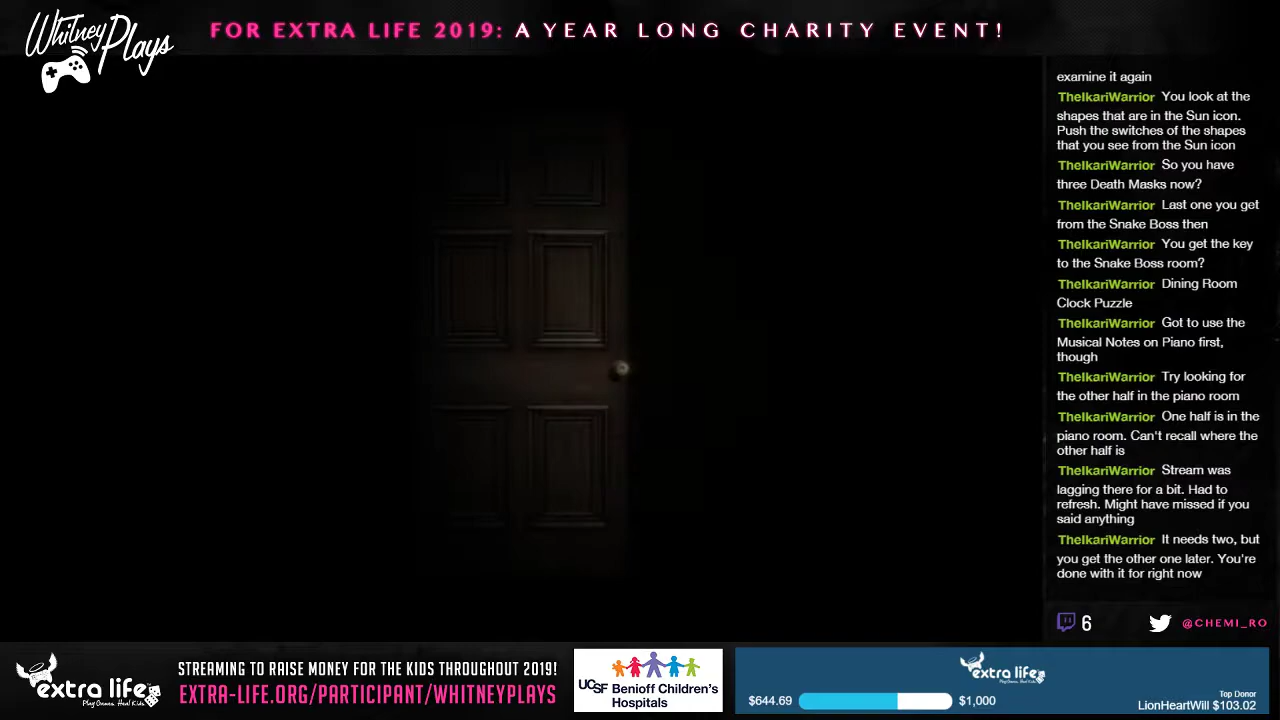 Whitney Plays
FOR EXTRA LIFE 2019: A YEAR LONG CHARITY EVENT!
examine it again
TheIkariWarrior You look at the
shapes that are in the Sun icon.
Push the switches of the shapes
that you see from the Sun icon
TheIkariWarrior So you have
three Death Masks now?
TheIkariWarrior Last one you get
from the Snake Boss then
TheIkariWarrior You get the key
to the Snake Boss room?
TheIkariWarrior Dining Room
Clock Puzzle
TheIkariWarrior Got to use the
Musical Notes on Piano first,
though
TheIkariWarrior Try looking for
the other half in the piano room
TheIkariWarrior One half is in the
piano room. Can't recall where the
other half is
TheIkariWarrior Stream was
lagging there for a bit. Had to
refresh. Might have missed if you
said anything
TheIkariWarrior It needs two, but
you get the other one later. You're
done with it for right now
6
@CHEMI_RO
extra life
Play Games. Heal Kids.
STREAMING TO RAISE MONEY FOR THE KIDS THROUGHOUT 2019!
EXTRA-LIFE.ORG/PARTICIPANT/WHITNEYPLAYS
UCSF Benioff Children's
Hospitals
extra life
$644.69
$1,000
Top Donor
LionHeartWill $103.02